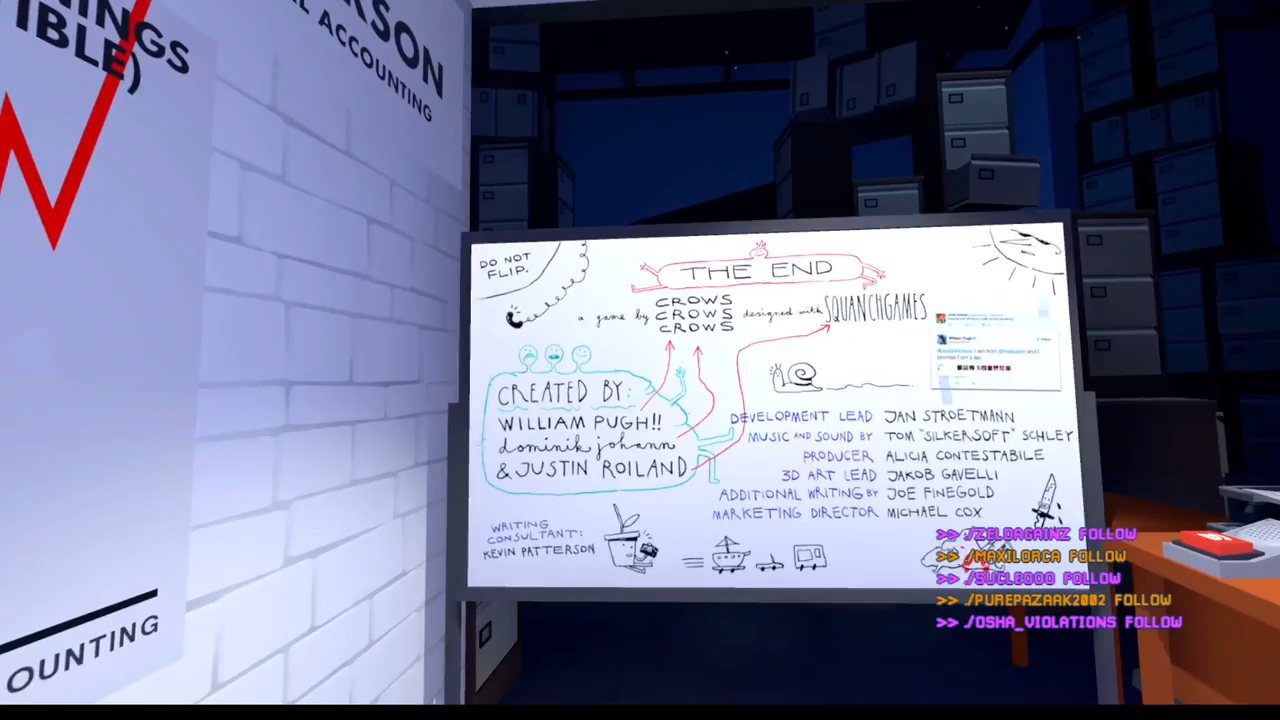 NINGS
IBLE)
KSON
L ACCOUNTING
OUNTING
DO NOT
FLIP.
THE END
a game by CROWS CROWS CROWS designed with SQUANCHGAMES
CREATED BY:
WILLIAM PUGH!!
dominik johann
& JUSTIN ROILAND
DEVELOPMENT LEAD JAN STROETMANN
MUSIC AND SOUND BY TOM "SILKERSOFT" SCHLEY
PRODUCER ALICIA CONTESTABILE
3D ART LEAD JAKOB GAVELLI
ADDITIONAL WRITING BY JOE FINEGOLD
MARKETING DIRECTOR MICHAEL COX
WRITING
CONSULTANT:
KEVIN PATTERSON
>> ./ZELDAGAINZ FOLLOW
>> ./MAXILORCA FOLLOW
>> ./SUCLE000 FOLLOW
>> ./PUREPAZAAK2002 FOLLOW
>> ./OSHA_VIOLATIONS FOLLOW